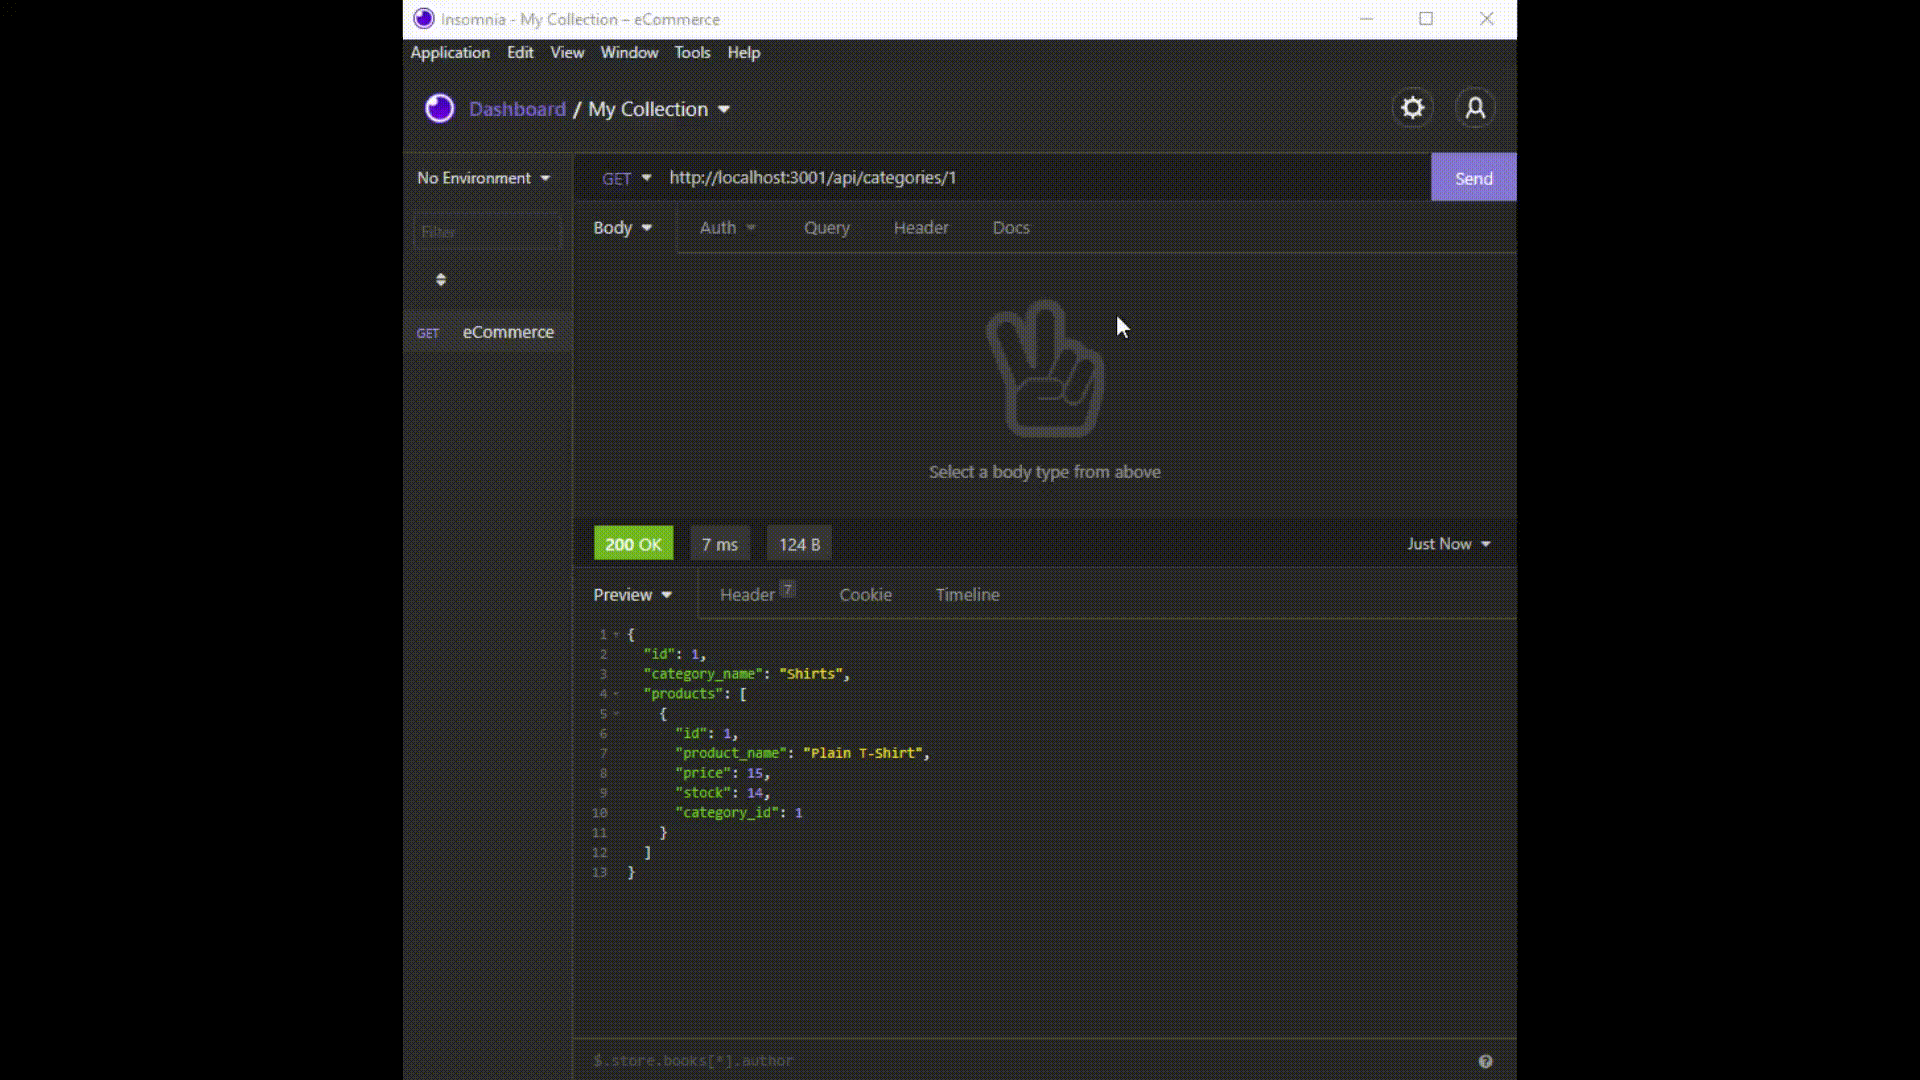 Insomnia - My Collection – eCommerce
Application Edit View Window Tools Help
Dashboard / My Collection
No Environment
GET http://localhost:3001/api/categories/1 Send
Body Auth Query Header Docs
Filter
GET eCommerce
Select a body type from above
200 OK 7 ms 124 B Just Now
Preview Header 7 Cookie Timeline
1 {
2 "id": 1,
3 "category_name": "Shirts",
4 "products": [
5 {
6 "id": 1,
7 "product_name": "Plain T-Shirt",
8 "price": 15,
9 "stock": 14,
10 "category_id": 1
11 }
12 ]
13 }
$.store.books[*].author